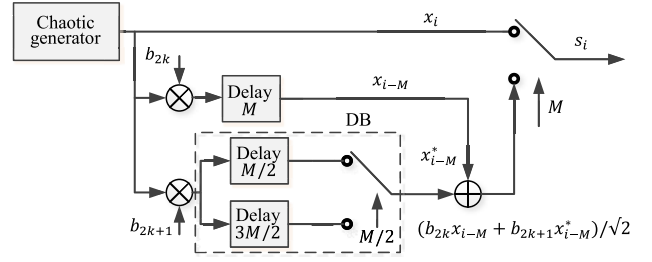 Chaotic
generator
x_i
s_i
b_{2k}
Delay
M
x_{i-M}
M
DB
Delay
M/2
x^*_{i-M}
b_{2k+1}
Delay
3M/2
M/2
(b_{2k}x_{i-M} + b_{2k+1}x^*_{i-M})/√2